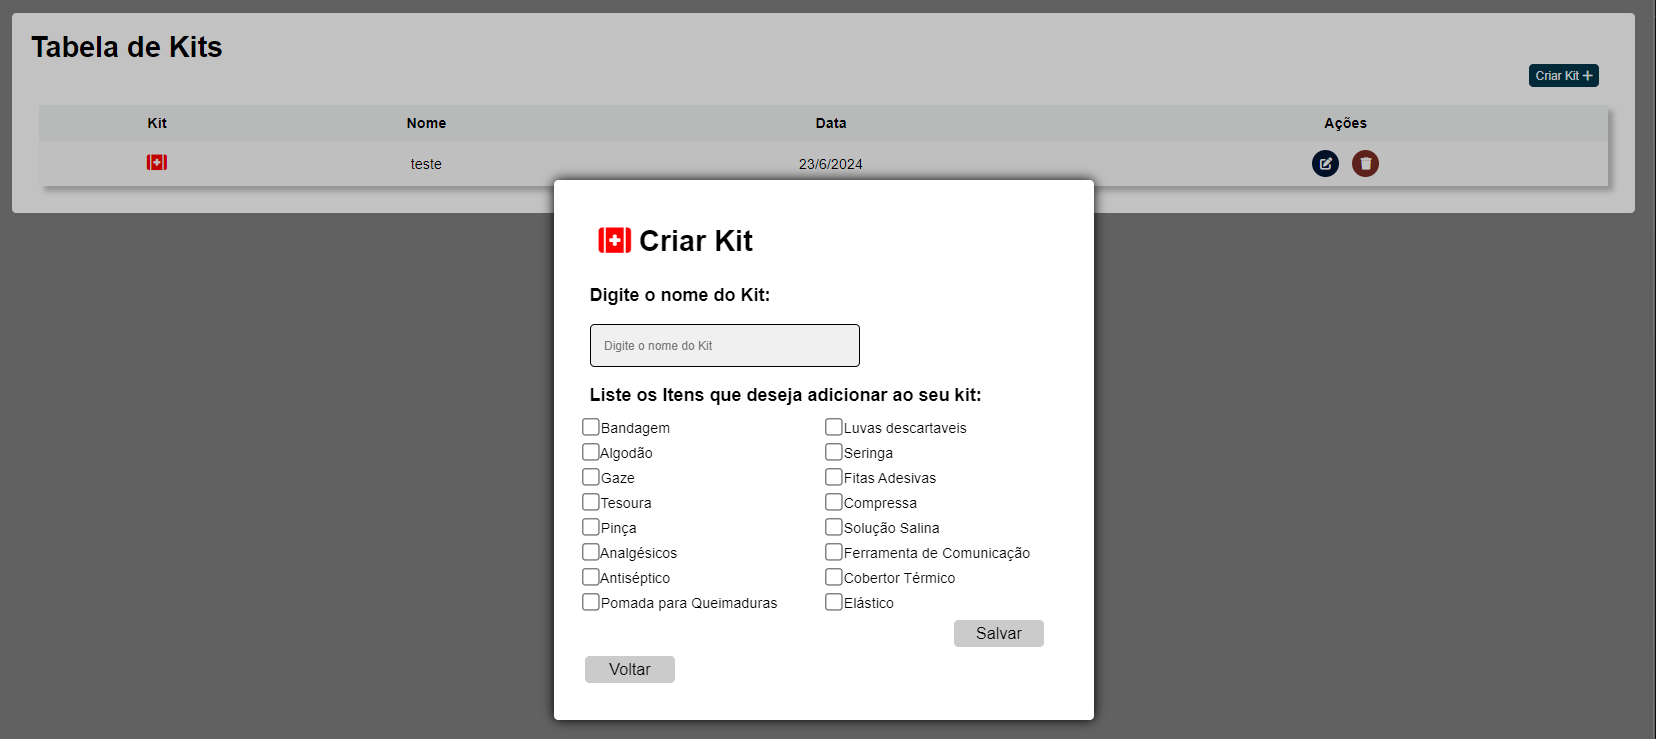 Tabela de Kits
Criar Kit
Kit Nome Data Ações
teste 23/6/2024
Criar Kit
Digite o nome do Kit:
Digite o nome do Kit
Liste os Itens que deseja adicionar ao seu kit:
Bandagem Luvas descartaveis
Algodão Seringa
Gaze Fitas Adesivas
Tesoura Compressa
Pinça Solução Salina
Analgésicos Ferramenta de Comunicação
Antiséptico Cobertor Térmico
Pomada para Queimaduras Elástico
Salvar
Voltar